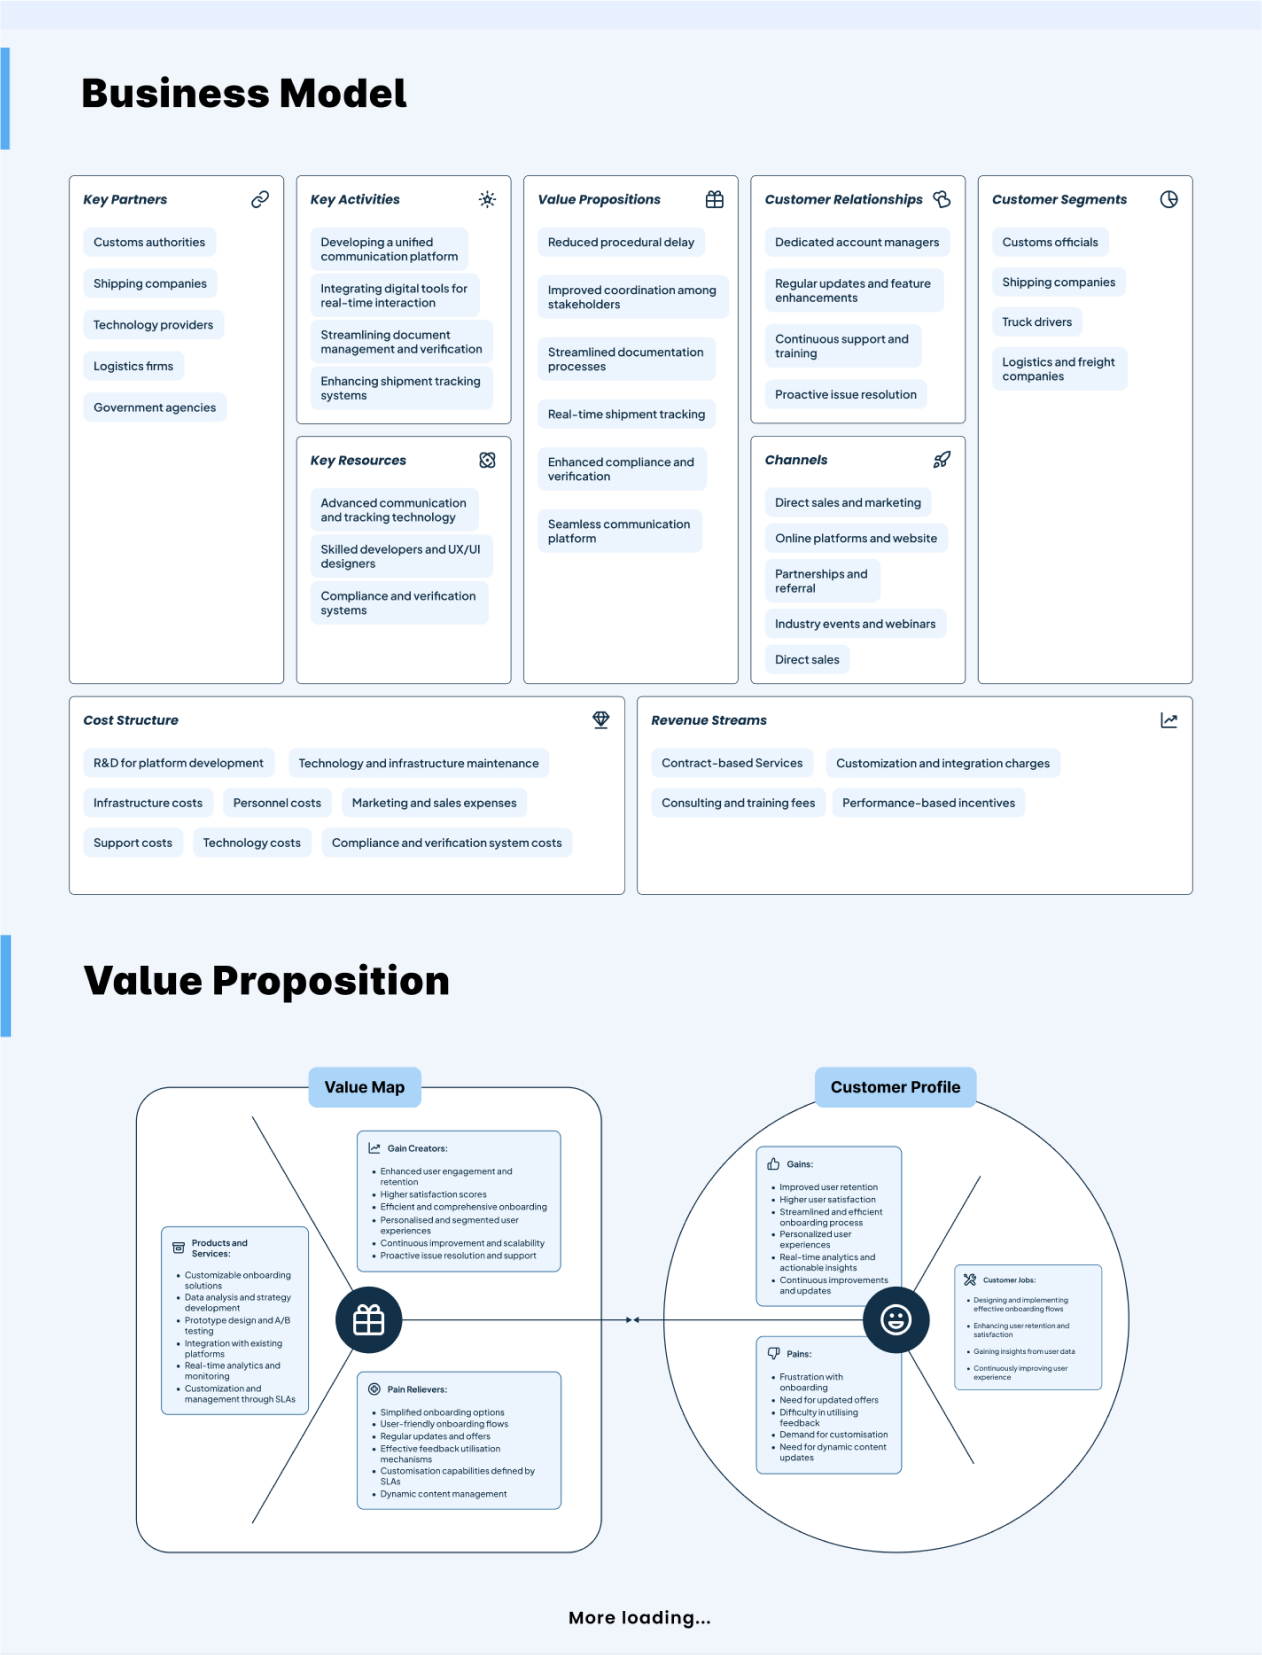 Business Model
Key Partners
Customs authorities
Shipping companies
Technology providers
Logistics firms
Government agencies
Key Activities
Developing a unified
communication platform
Integrating digital tools for
real-time interaction
Streamlining document
management and verification
Enhancing shipment tracking
systems
Key Resources
Advanced communication
and tracking technology
Skilled developers and UX/UI
designers
Compliance and verification
systems
Value Propositions
Reduced procedural delay
Improved coordination among
stakeholders
Streamlined documentation
processes
Real-time shipment tracking
Enhanced compliance and
verification
Seamless communication
platform
Customer Relationships
Dedicated account managers
Regular updates and feature
enhancements
Continuous support and
training
Proactive issue resolution
Channels
Direct sales and marketing
Online platforms and website
Partnerships and
referral
Industry events and webinars
Direct sales
Customer Segments
Customs officials
Shipping companies
Truck drivers
Logistics and freight
companies
Cost Structure
R&D for platform development
Technology and infrastructure maintenance
Infrastructure costs
Personnel costs
Marketing and sales expenses
Support costs
Technology costs
Compliance and verification system costs
Revenue Streams
Contract-based Services
Customization and integration charges
Consulting and training fees
Performance-based incentives
Value Proposition
Value Map
Products and
Services:
• Customizable onboarding
solutions
• Data analysis and strategy
development
• Prototype design and A/B
testing
• Integration with existing
platforms
• Real-time analytics and
monitoring
• Customization and
management through SLAs
Gain Creators:
• Enhanced user engagement and
retention
• Higher satisfaction scores
• Efficient and comprehensive onboarding
• Personalised and segmented user
experiences
• Continuous improvement and scalability
• Proactive issue resolution and support
Pain Relievers:
• Simplified onboarding options
• User-friendly onboarding flows
• Regular updates and offers
• Effective feedback utilisation
mechanisms
• Customisation capabilities defined by
SLAs
• Dynamic content management
Customer Profile
Gains:
• Improved user retention
• Higher user satisfaction
• Streamlined and efficient
onboarding process
• Personalized user
experiences
• Real-time analytics and
actionable insights
• Continuous improvements
and updates
Pains:
• Frustration with
onboarding
• Need for updated offers
• Difficulty in utilising
feedback
• Demand for customisation
• Need for dynamic content
updates
Customer Jobs:
• Designing and implementing
effective onboarding flows
• Enhancing user retention and
satisfaction
• Gaining insights from user data
• Continuously improving user
experience
More loading...